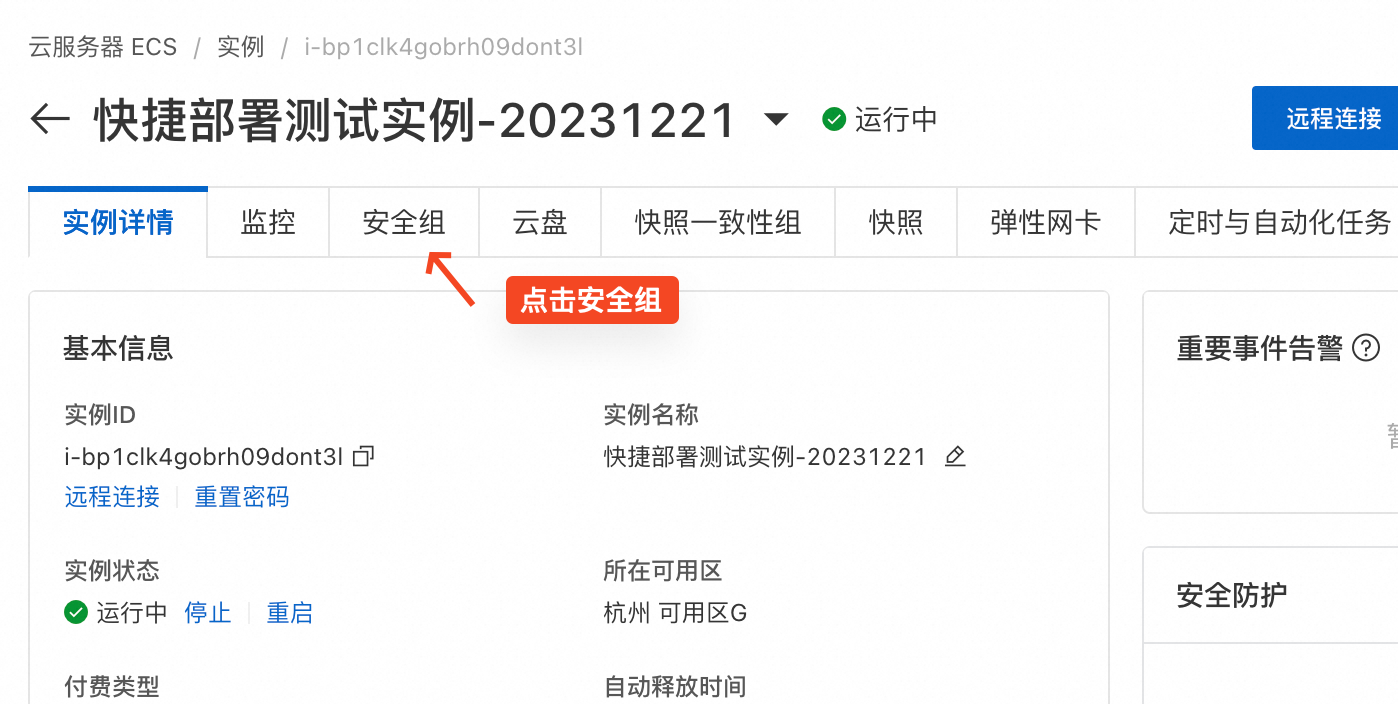 云服务器 ECS / 实例 / i-bp1clk4gobrh09dont3l
快捷部署测试实例-20231221 运行中 远程连接
实例详情 监控 安全组 云盘 快照一致性组 快照 弹性网卡 定时与自动化任务
点击安全组
基本信息 重要事件告警
实例ID 实例名称
i-bp1clk4gobrh09dont3l 快捷部署测试实例-20231221
远程连接 重置密码
实例状态 所在可用区
运行中 停止 重启 杭州 可用区G
安全防护
付费类型 自动释放时间